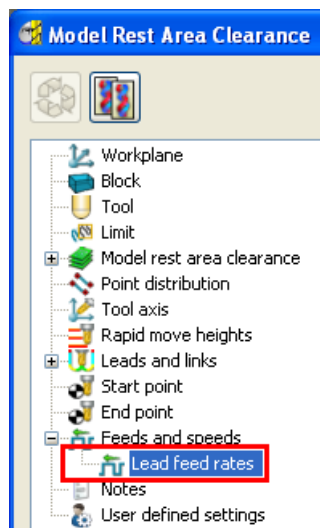 Model Rest Area Clearance
Workplane
Block
Tool
Limit
Model rest area clearance
Point distribution
Tool axis
Rapid move heights
Leads and links
Start point
End point
Feeds and speeds
Lead feed rates
Notes
User defined settings